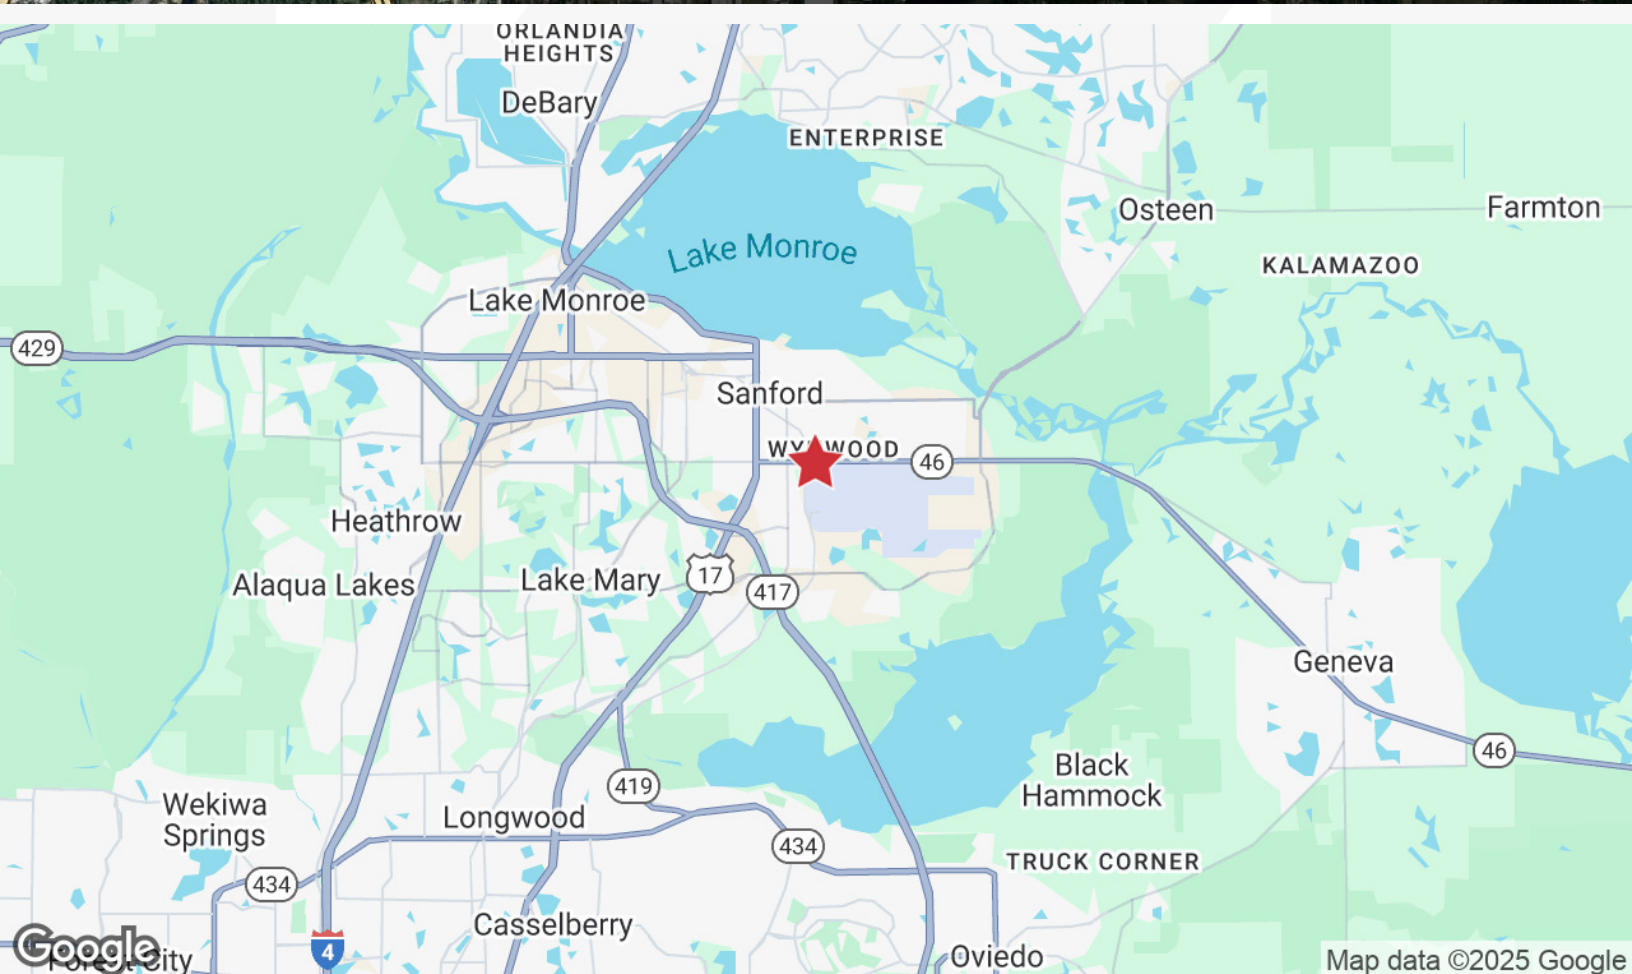 ORLANDIA
HEIGHTS
DeBary
ENTERPRISE
Osteen
Farmton
Lake Monroe
KALAMAZOO
Lake Monroe
429
Sanford
46
Heathrow
Alaqua Lakes
Lake Mary
17
417
Geneva
46
Black
Hammock
419
Wekiwa
Springs
Longwood
434
TRUCK CORNER
434
Casselberry
4
Google
Forest City
Oviedo
Map data ©2025 Google